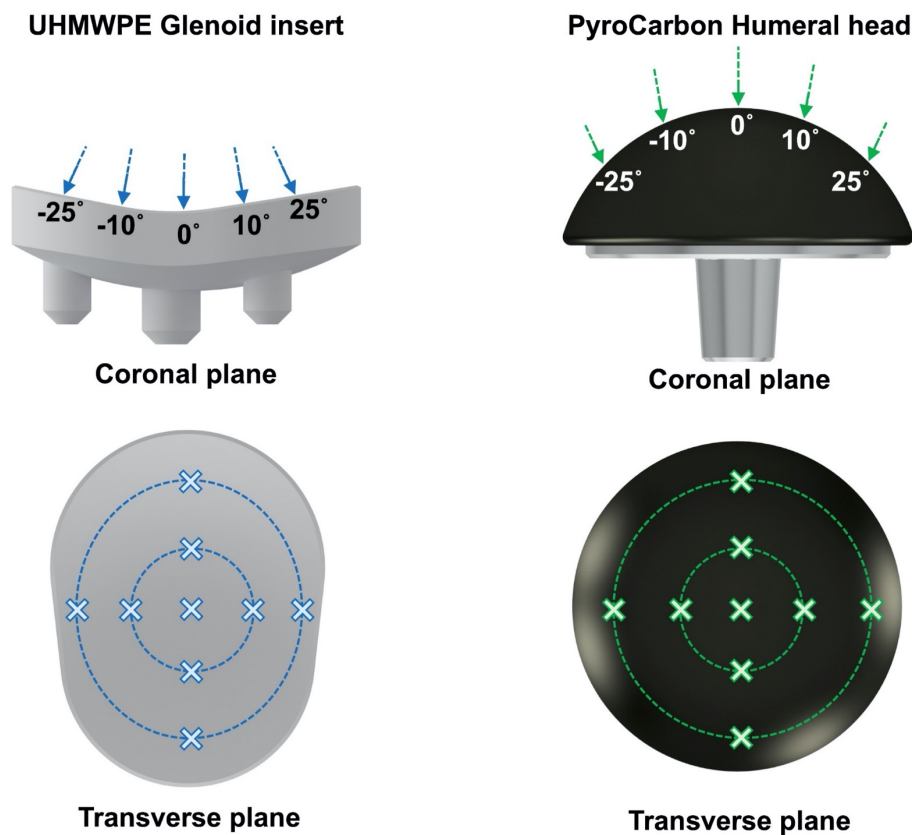 UHMWPE Glenoid insert
PyroCarbon Humeral head
-25° -10° 0° 10° 25°
-25° -10° 0° 10° 25°
Coronal plane
Coronal plane
Transverse plane
Transverse plane